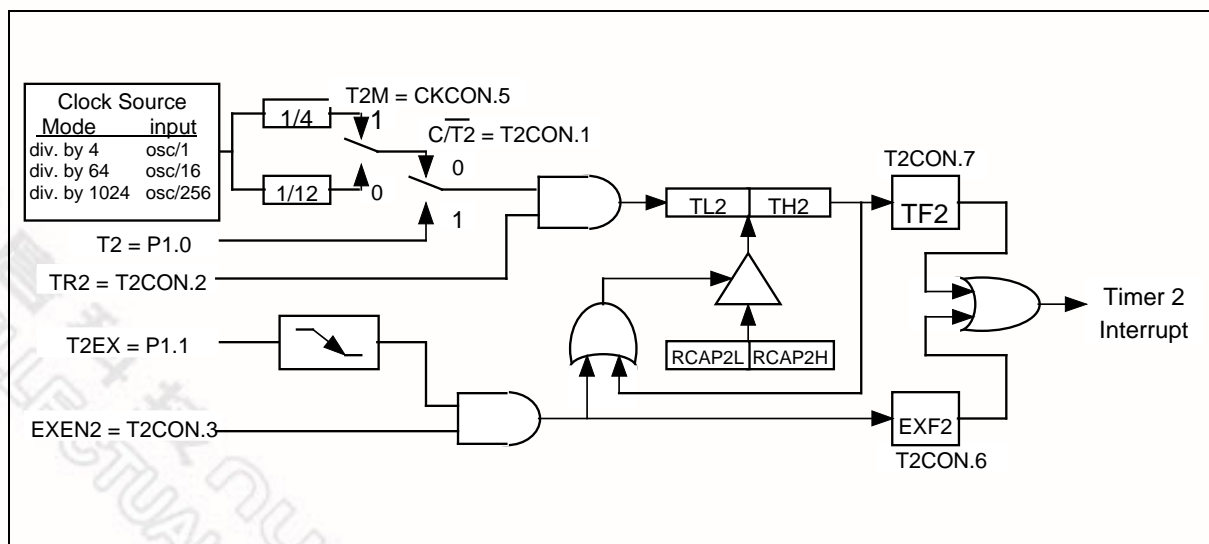 Clock Source
Mode input
div. by 4 osc/1
div. by 64 osc/16
div. by 1024 osc/256
1/4
1/12
T2M = CKCON.5
1
0
C/T2 = T2CON.1
0
1
T2 = P1.0
TR2 = T2CON.2
TL2 TH2
T2CON.7
TF2
Timer 2
Interrupt
T2EX = P1.1
RCAP2L RCAP2H
EXEN2 = T2CON.3
EXF2
T2CON.6